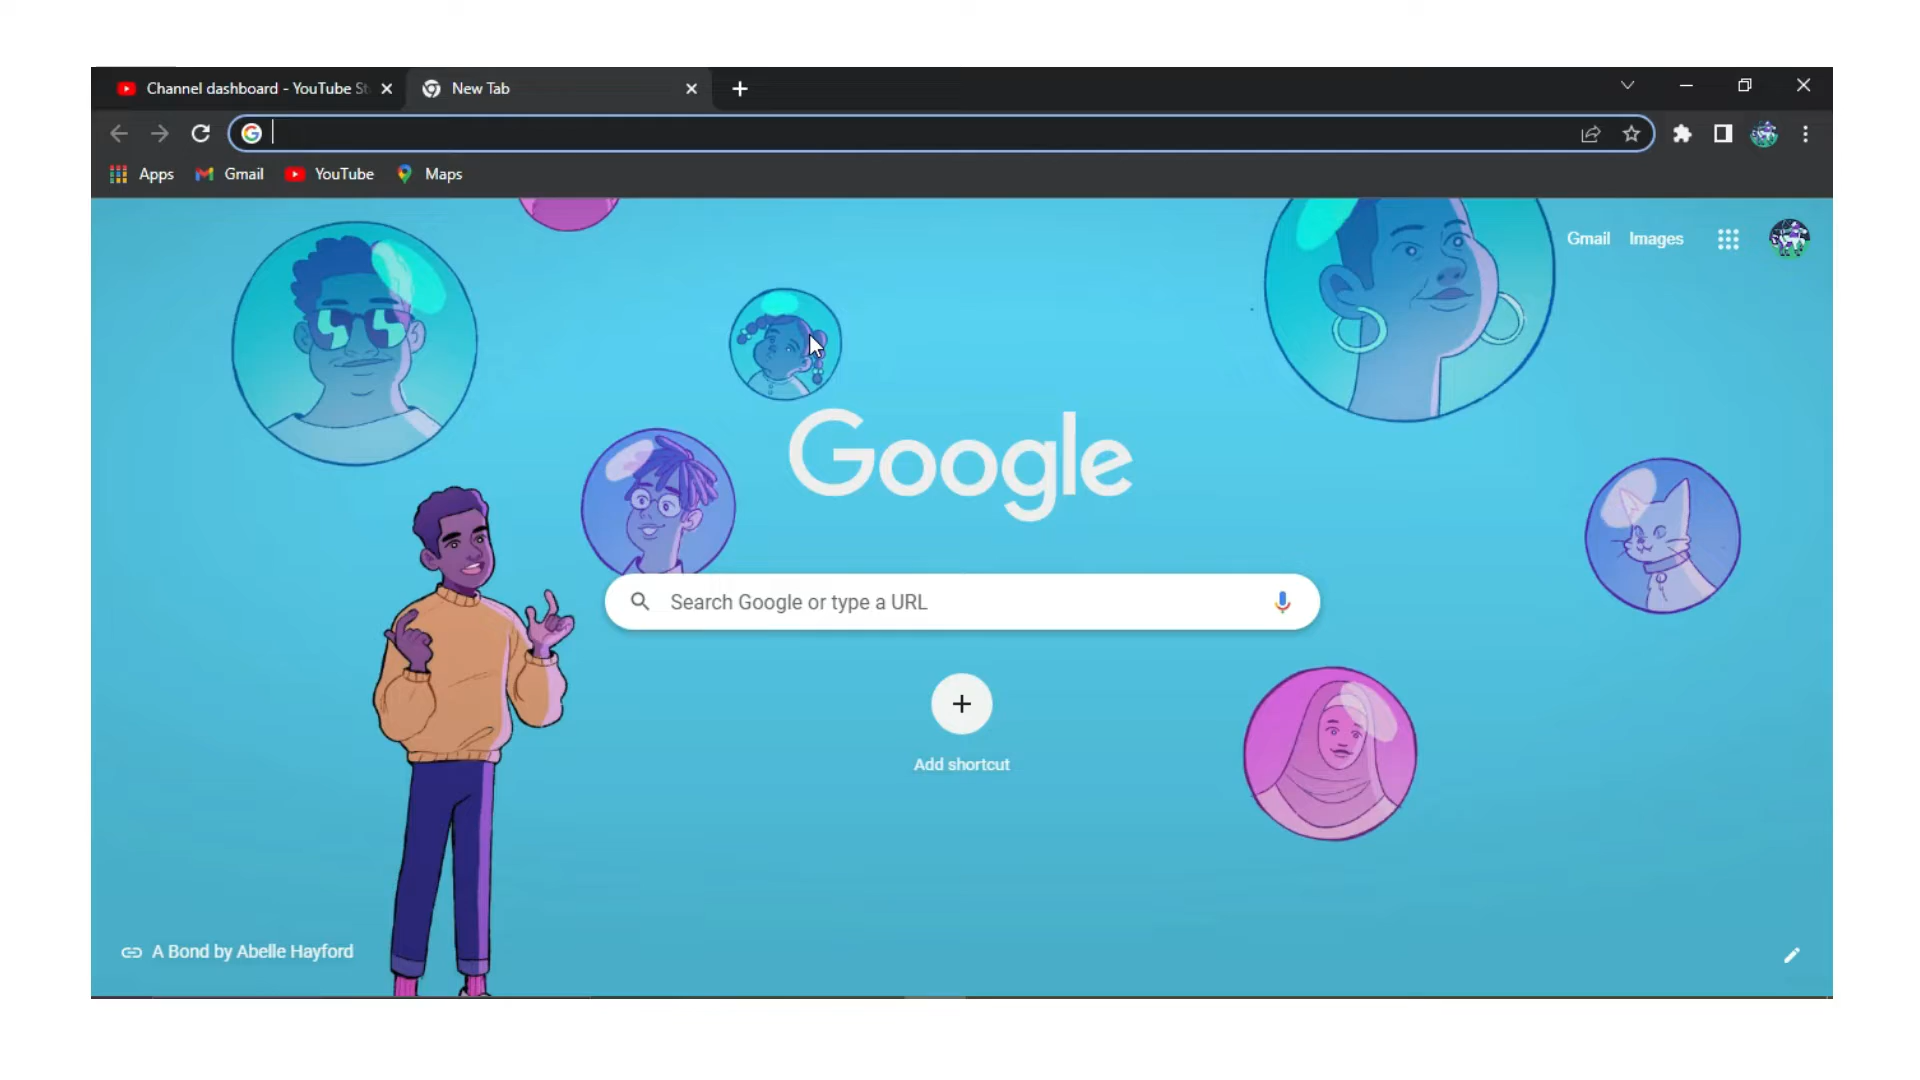 Channel dashboard - YouTube St
New Tab
Apps
Gmail
YouTube
Maps
Gmail
Images
Google
Search Google or type a URL
Add shortcut
A Bond by Abelle Hayford